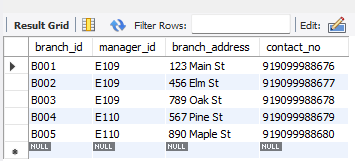 Result Grid Filter Rows: Edit:
branch_id manager_id branch_address contact_no
B001 E109 123 Main St 919099988676
B002 E109 456 Elm St 919099988677
B003 E109 789 Oak St 919099988678
B004 E110 567 Pine St 919099988679
B005 E110 890 Maple St 919099988680
NULL NULL NULL NULL